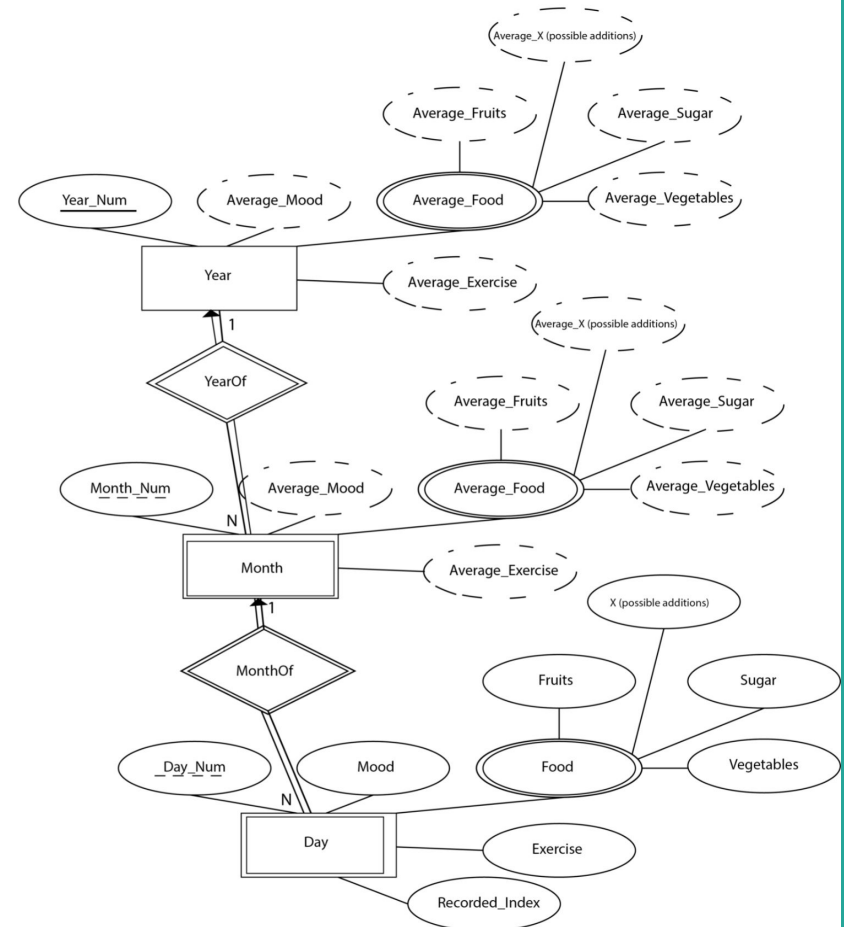 Average_X (possible additions)
Average_Fruits
Average_Sugar
Year_Num
Average_Mood
Average_Food
Average_Vegetables
Year
Average_Exercise
1
Average_X (possible additions)
YearOf
Average_Fruits
Average_Sugar
Month_Num
Average_Mood
Average_Food
Average_Vegetables
N
Month
Average_Exercise
1
X (possible additions)
MonthOf
Fruits
Sugar
Day_Num
Mood
Food
Vegetables
N
Day
Exercise
Recorded_Index